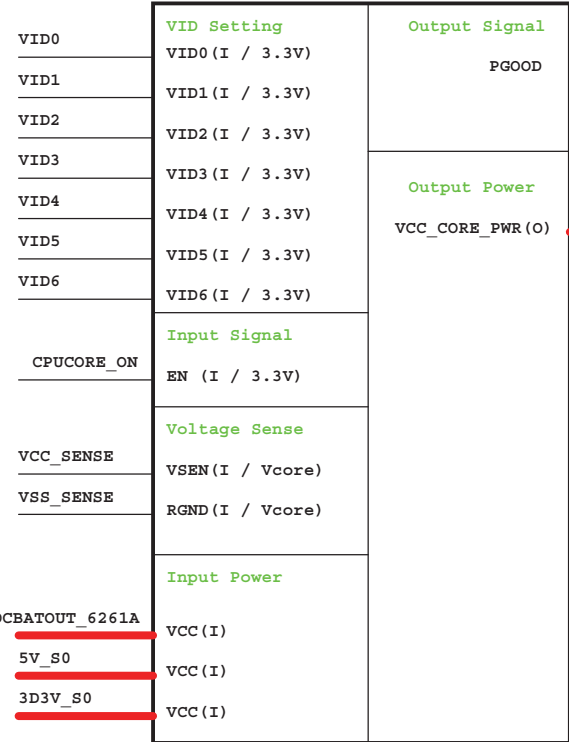 VID Setting
Output Signal
VID0
VID0(I / 3.3V)
PGOOD
VID1
VID1(I / 3.3V)
VID2
VID2(I / 3.3V)
VID3
VID3(I / 3.3V)
Output Power
VID4
VID4(I / 3.3V)
VCC_CORE_PWR(O)
VID5
VID5(I / 3.3V)
VID6
VID6(I / 3.3V)
Input Signal
CPUCORE_ON
EN (I / 3.3V)
Voltage Sense
VCC_SENSE
VSEN(I / Vcore)
VSS_SENSE
RGND(I / Vcore)
Input Power
DCBATOUT_6261A
VCC(I)
5V_S0
VCC(I)
3D3V_S0
VCC(I)